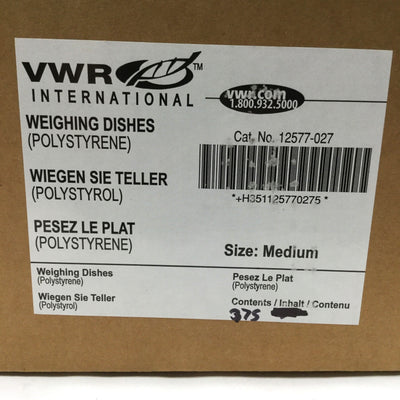 VWR™
INTERNATIONAL
vwr.com
1.800.932.5000
WEIGHING DISHES
(POLYSTYRENE)
Cat. No. 12577-027
WIEGEN SIE TELLER
(POLYSTYROL)
*+H351125770275*
PESEZ LE PLAT
(POLYSTYRENE)
Size: Medium
Weighing Dishes
(Polystyrene)
Pesez Le Plat
(Polystyrene)
Wiegen Sie Teller
(Polystyrol)
Contents / Inhalt / Contenu
375